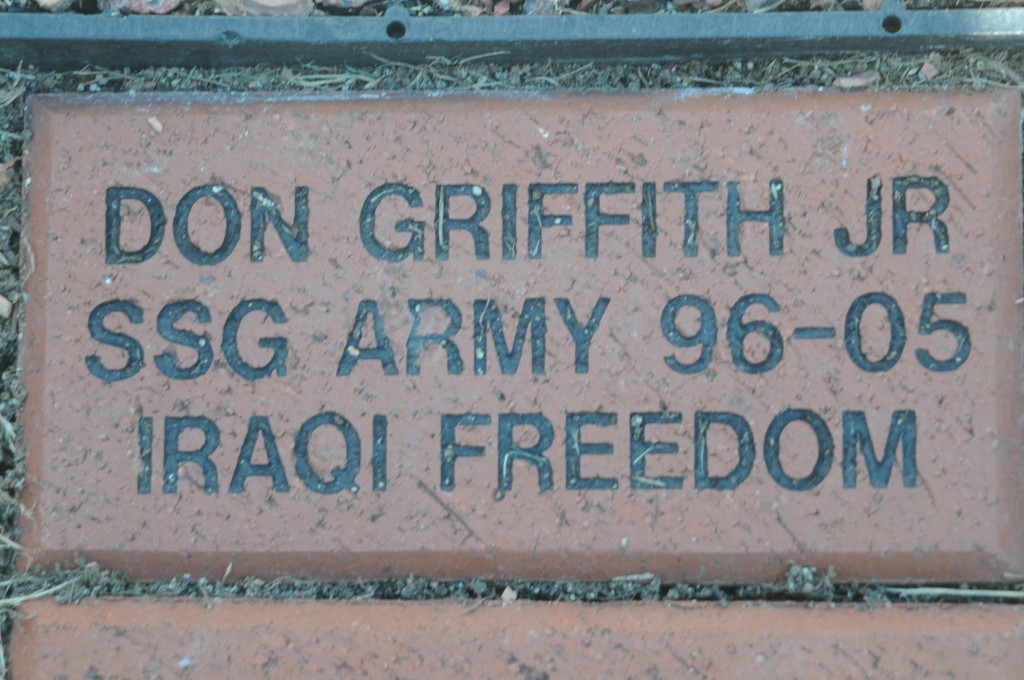 DON GRIFFITH JR
SSG ARMY 96-05
IRAQI FREEDOM